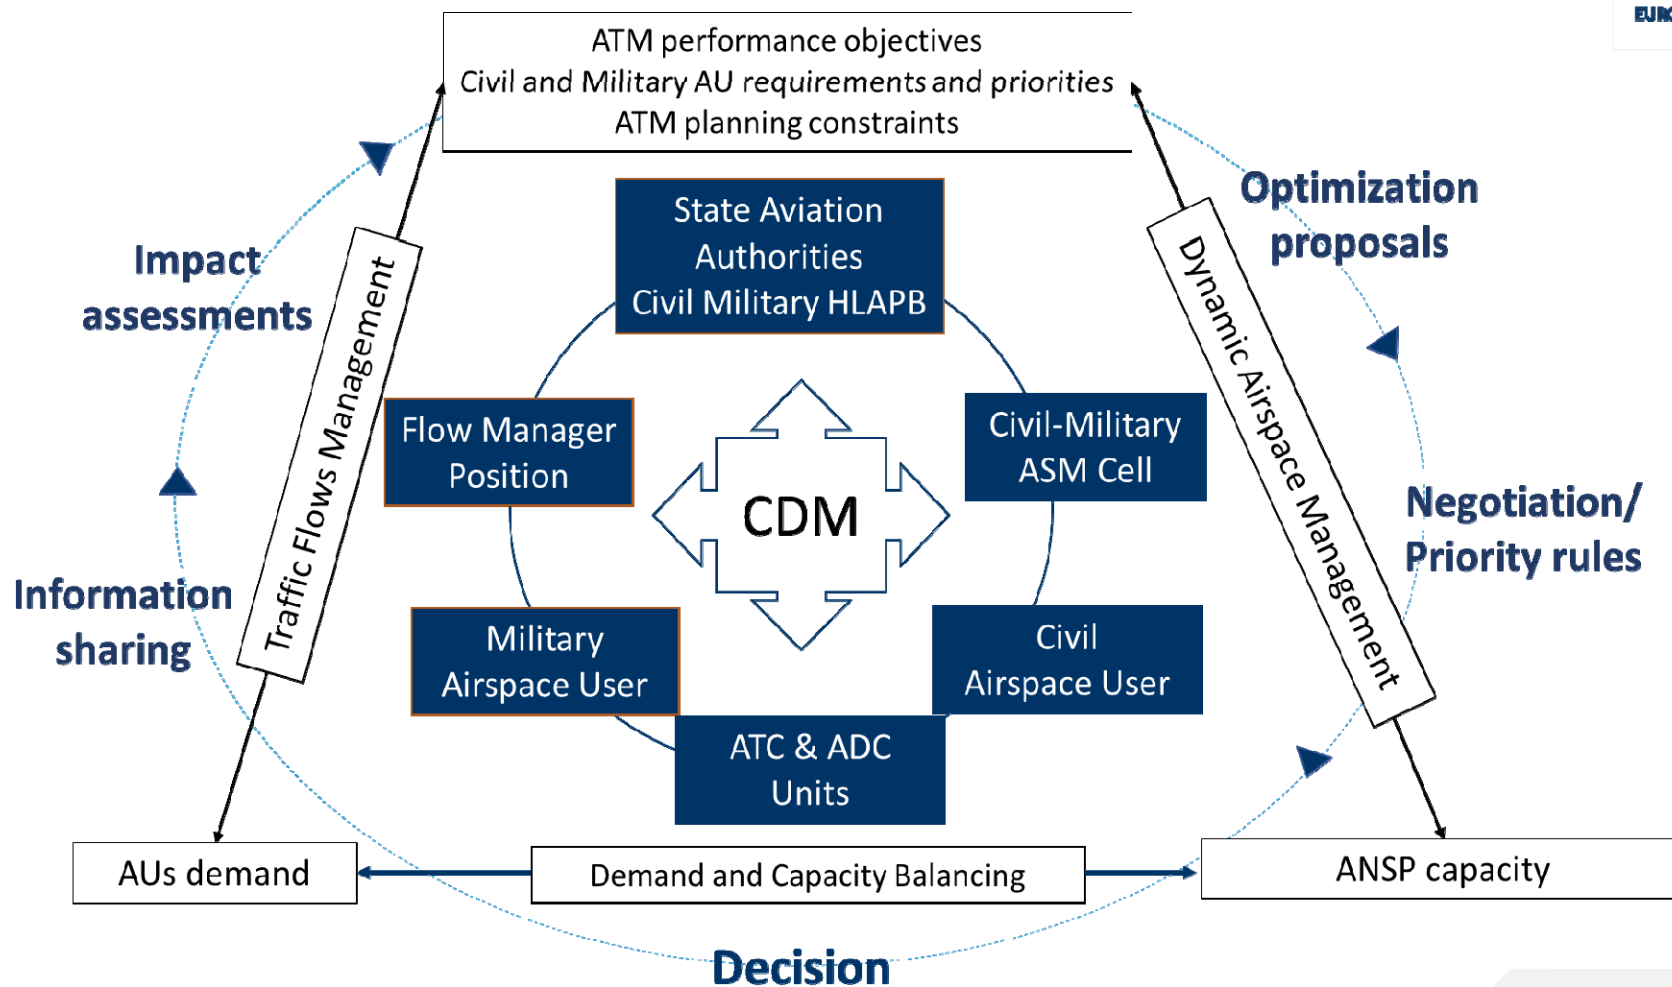 EURO
ATM performance objectives
Civil and Military AU requirements and priorities
ATM planning constraints
Optimization
proposals
State Aviation
Authorities
Civil Military HLAPB
Impact
assessments
Traffic Flows Management
Dynamic Airspace Management
Flow Manager
Position
Civil-Military
ASM Cell
CDM
Negotiation/
Priority rules
Information
sharing
Military
Airspace User
Civil
Airspace User
ATC & ADC
Units
AUs demand
Demand and Capacity Balancing
ANSP capacity
Decision